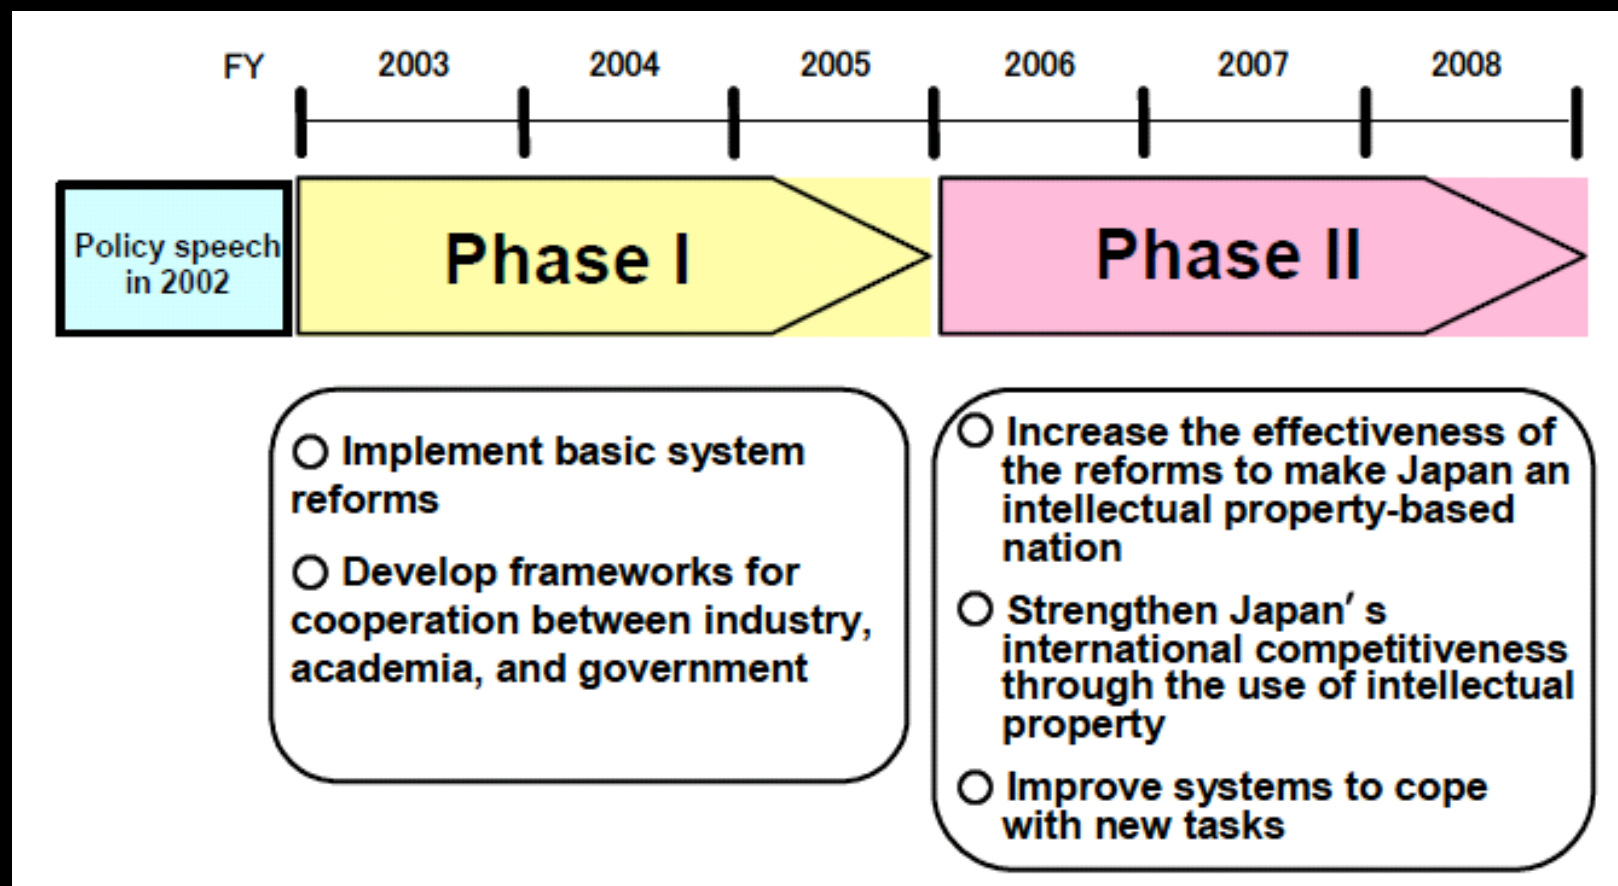 FY 2003 2004 2005 2006 2007 2008
Policy speech
in 2002
Phase I
Phase II
○ Implement basic system
reforms
○ Develop frameworks for
cooperation between industry,
academia, and government
○ Increase the effectiveness of
the reforms to make Japan an
intellectual property-based
nation
○ Strengthen Japan′s
international competitiveness
through the use of intellectual
property
○ Improve systems to cope
with new tasks